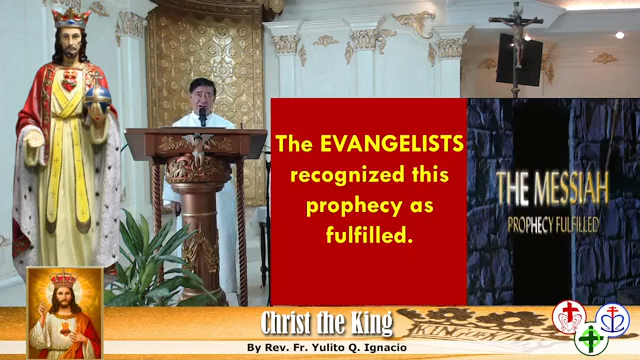 The EVANGELISTS
recognized this
prophecy as
fulfilled.
THE MESSIAH
PROPHECY FULFILLED
Christ the King
By Rev. Fr. Yulito Q. Ignacio